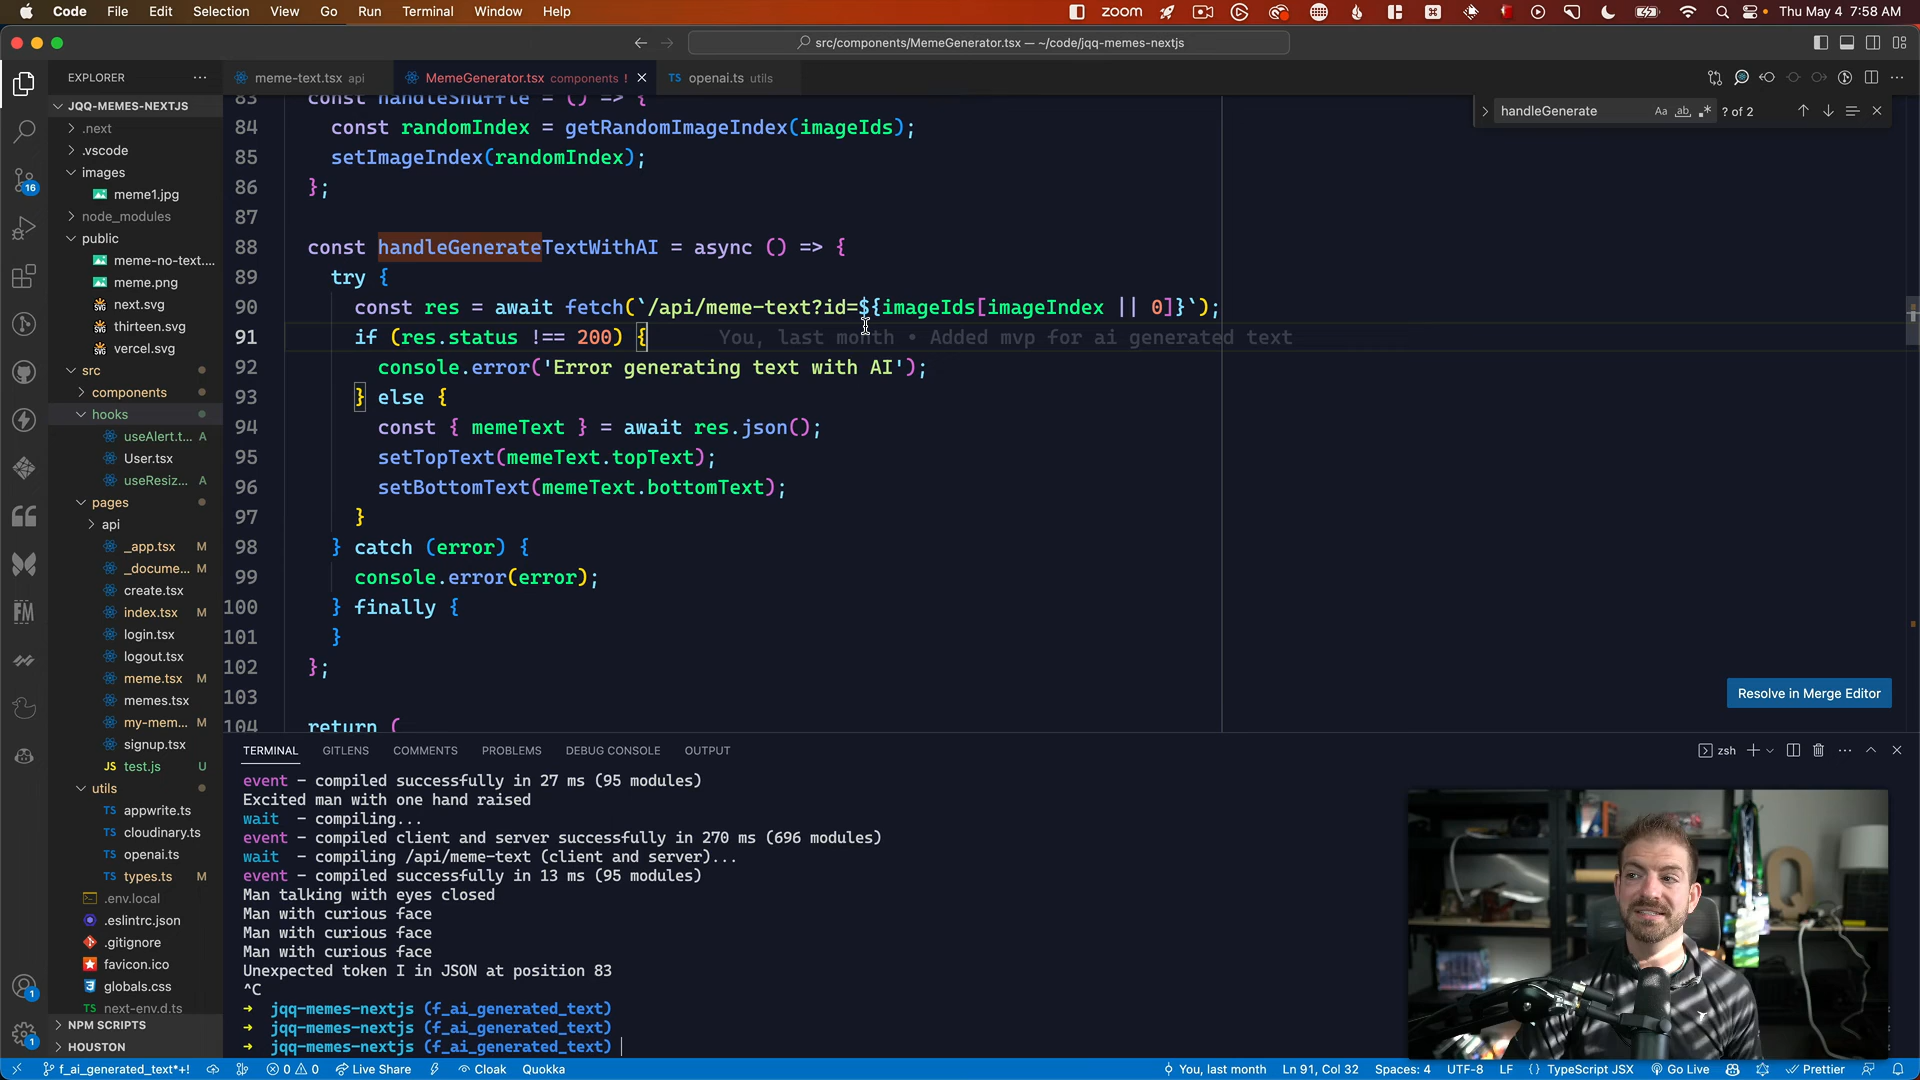 Code File Edit Selection View Go Run Terminal Window Help
zoom
Thu May 4 7:58 AM
src/components/MemeGenerator.tsx — ~/code/jqq-memes-nextjs
EXPLORER
meme-text.tsx api
MemeGenerator.tsx components !
TS openai.ts utils
handleGenerate
Aa ab
? of 2
JQQ-MEMES-NEXTJS
.next
.vscode
images
meme1.jpg
node_modules
public
meme-no-text....
meme.png
next.svg
thirteen.svg
vercel.svg
src
components
hooks
useAlert.t... A
User.tsx
useResiz... A
pages
api
_app.tsx M
_docume... M
create.tsx
index.tsx M
login.tsx
logout.tsx
meme.tsx M
memes.tsx
my-mem... M
signup.tsx
JS test.js U
utils
TS appwrite.ts
TS cloudinary.ts
TS openai.ts
TS types.ts M
.env.local
.eslintrc.json
.gitignore
favicon.ico
globals.css
TS next-env.d.ts
NPM SCRIPTS
HOUSTON
16
FM
1
1
83 const handleShuffle = () => {
84 const randomIndex = getRandomImageIndex(imageIds);
85 setImageIndex(randomIndex);
86 };
87
88 const handleGenerateTextWithAI = async () => {
89 try {
90 const res = await fetch(`/api/meme-text?id=${imageIds[imageIndex || 0]}`);
91 if (res.status !== 200) { You, last month • Added mvp for ai generated text
92 console.error('Error generating text with AI');
93 } else {
94 const { memeText } = await res.json();
95 setTopText(memeText.topText);
96 setBottomText(memeText.bottomText);
97 }
98 } catch (error) {
99 console.error(error);
100 } finally {
101 }
102 };
103
104 return (
Resolve in Merge Editor
TERMINAL GITLENS COMMENTS PROBLEMS DEBUG CONSOLE OUTPUT
zsh
event - compiled successfully in 27 ms (95 modules)
Excited man with one hand raised
wait - compiling...
event - compiled client and server successfully in 270 ms (696 modules)
wait - compiling /api/meme-text (client and server)...
event - compiled successfully in 13 ms (95 modules)
Man talking with eyes closed
Man with curious face
Man with curious face
Man with curious face
Unexpected token I in JSON at position 83
^C
➜ jqq-memes-nextjs (f_ai_generated_text)
➜ jqq-memes-nextjs (f_ai_generated_text)
➜ jqq-memes-nextjs (f_ai_generated_text)
Q
f_ai_generated_text*+! 0 0 Live Share Cloak Quokka
You, last month Ln 91, Col 32 Spaces: 4 UTF-8 LF {} TypeScript JSX Go Live Prettier